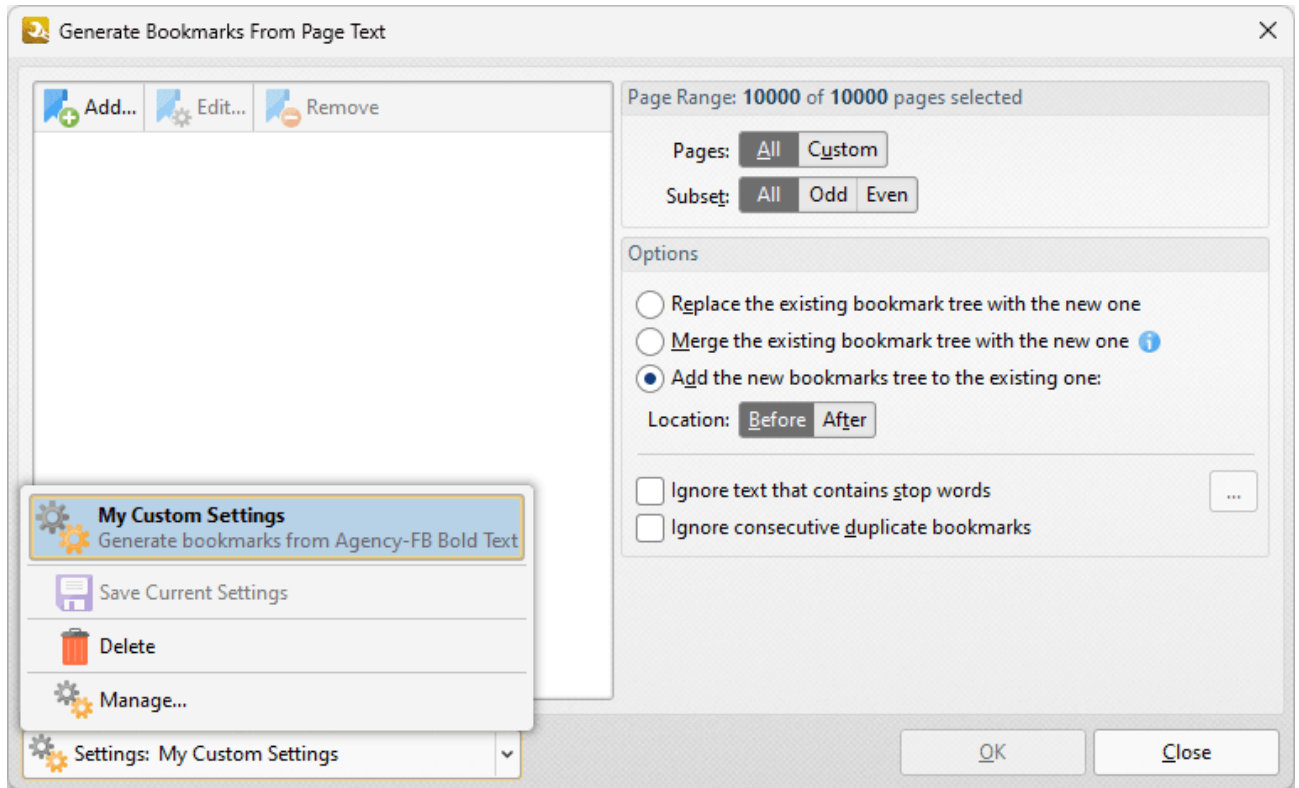 Generate Bookmarks From Page Text
Add...
Edit...
Remove
Page Range: 10000 of 10000 pages selected
Pages: All Custom
Subset: All Odd Even
Options
Replace the existing bookmark tree with the new one
Merge the existing bookmark tree with the new one
Add the new bookmarks tree to the existing one:
Location: Before After
Ignore text that contains stop words
...
Ignore consecutive duplicate bookmarks
My Custom Settings
Generate bookmarks from Agency-FB Bold Text
Save Current Settings
Delete
Manage...
Settings: My Custom Settings
OK
Close